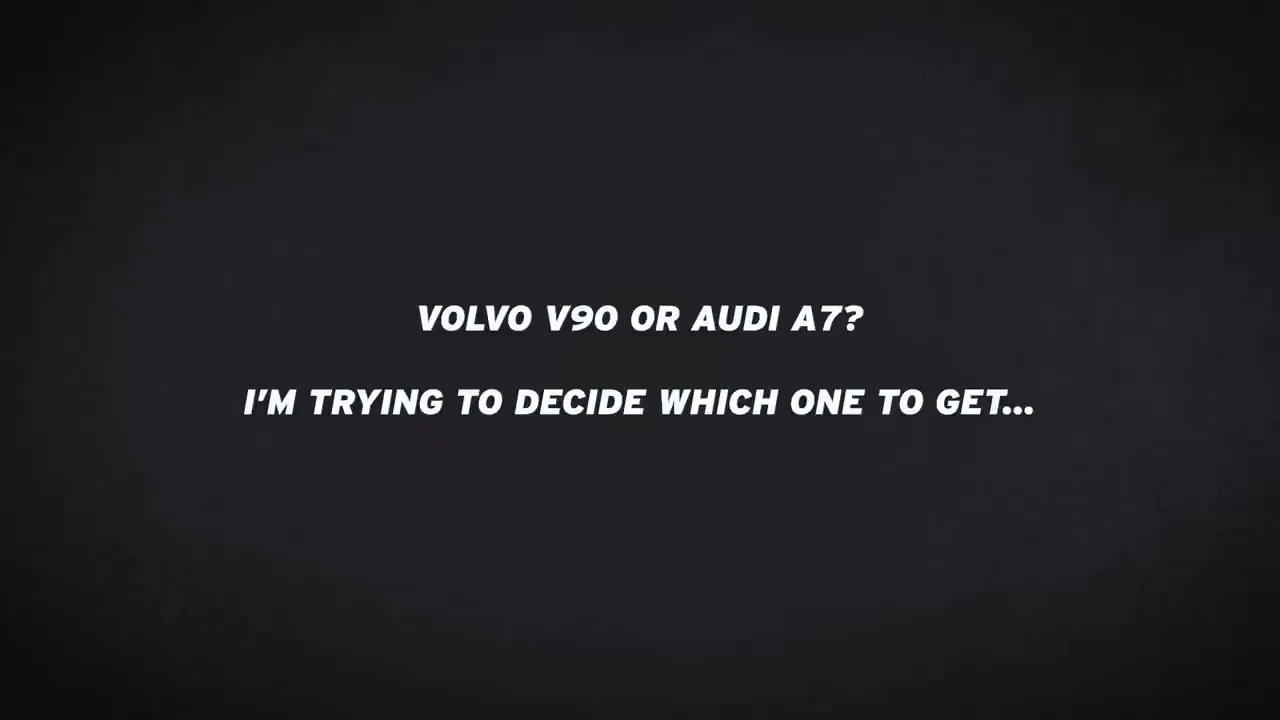 VOLVO V90 OR AUDI A7?
I'M TRYING TO DECIDE WHICH ONE TO GET...